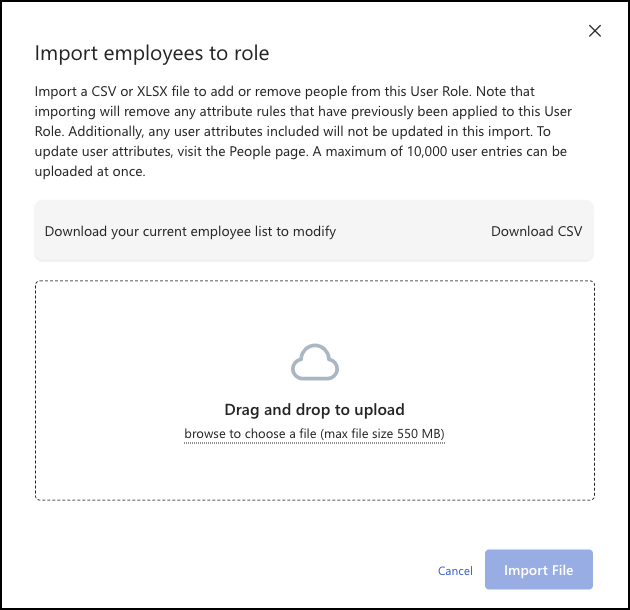 Import employees to role
Import a CSV or XLSX file to add or remove people from this User Role. Note that
importing will remove any attribute rules that have previously been applied to this User
Role. Additionally, any user attributes included will not be updated in this import. To
update user attributes, visit the People page. A maximum of 10,000 user entries can be
uploaded at once.
Download your current employee list to modify
Download CSV
Drag and drop to upload
browse to choose a file (max file size 550 MB)
Cancel
Import File